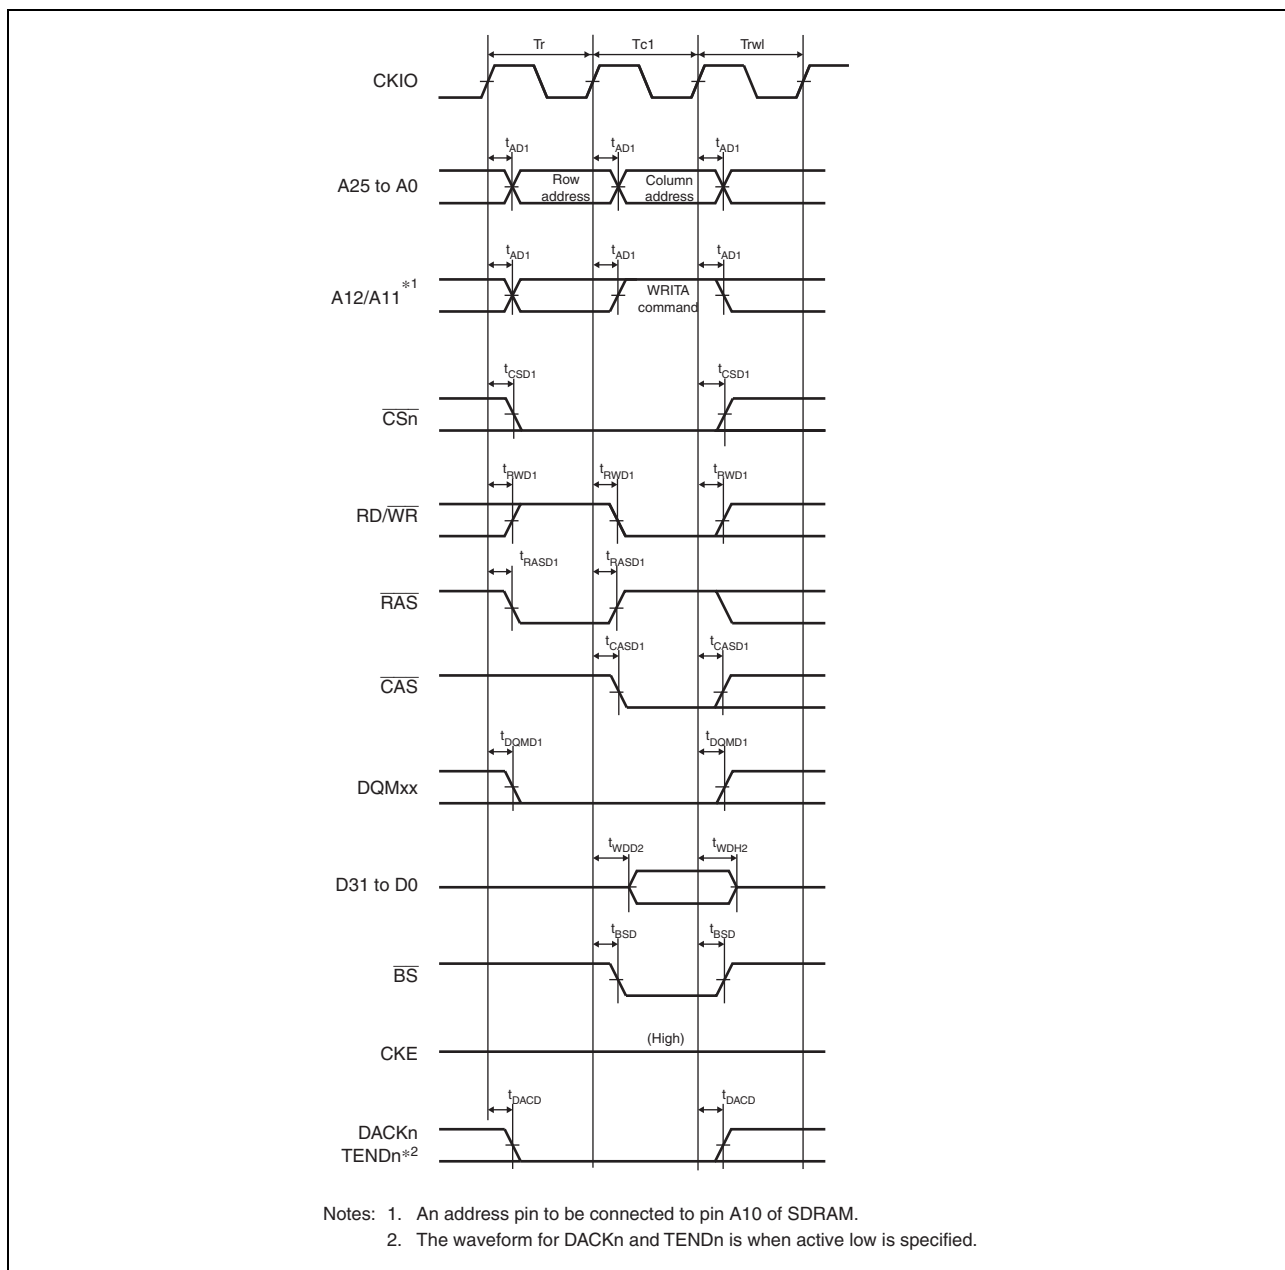 Tr Tc1 Trwl
CKIO
tAD1 tAD1 tAD1
A25 to A0
Row address
Column address
tAD1 tAD1 tAD1
A12/A11*1
WRITA command
tCSD1 tCSD1
CSn
tRWD1 tRWD1 tRWD1
RD/WR
tRASD1 tRASD1
RAS
tCASD1 tCASD1
CAS
tDQMD1 tDQMD1
DQMxx
tWDD2 tWDH2
D31 to D0
tBSD tBSD
BS
(High)
CKE
tDACD tDACD
DACKn
TENDn*2
Notes: 1. An address pin to be connected to pin A10 of SDRAM.
2. The waveform for DACKn and TENDn is when active low is specified.